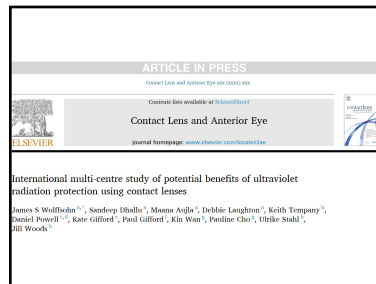 ARTICLE IN PRESS
Contact Lens and Anterior Eye xxx (xxxx) xxx
Contents lists available at ScienceDirect
Contact Lens and Anterior Eye
journal homepage: www.elsevier.com/locate/clae
ELSEVIER
contact lens
International multi-centre study of potential benefits of ultraviolet
radiation protection using contact lenses
James S Wolffsohn a,*, Sandeep Dhallu a, Maana Aujla a, Debbie Laughton a, Keith Tempany b,
Daniel Powell c,d, Kate Gifford e, Paul Gifford f, Kin Wan g, Pauline Cho g, Ulrike Stahl h,
Jill Woods h